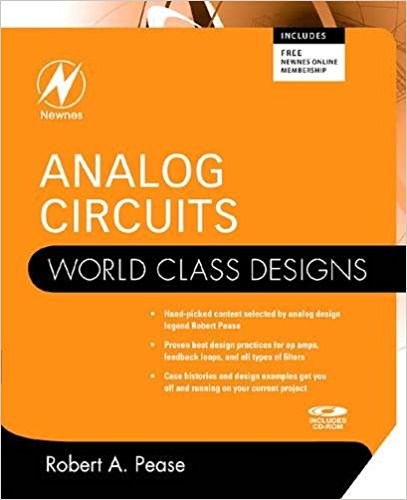 INCLUDES
FREE
NEWNES ONLINE
MEMBERSHIP
Newnes
ANALOG
CIRCUITS
WORLD CLASS DESIGNS
• Hand-picked content selected by analog design
legend Robert Pease
• Proven best design practices for op amps,
feedback loops, and all types of filters
• Case histories and design examples get you
off and running on your current project
INCLUDES
CD-ROM
Robert A. Pease